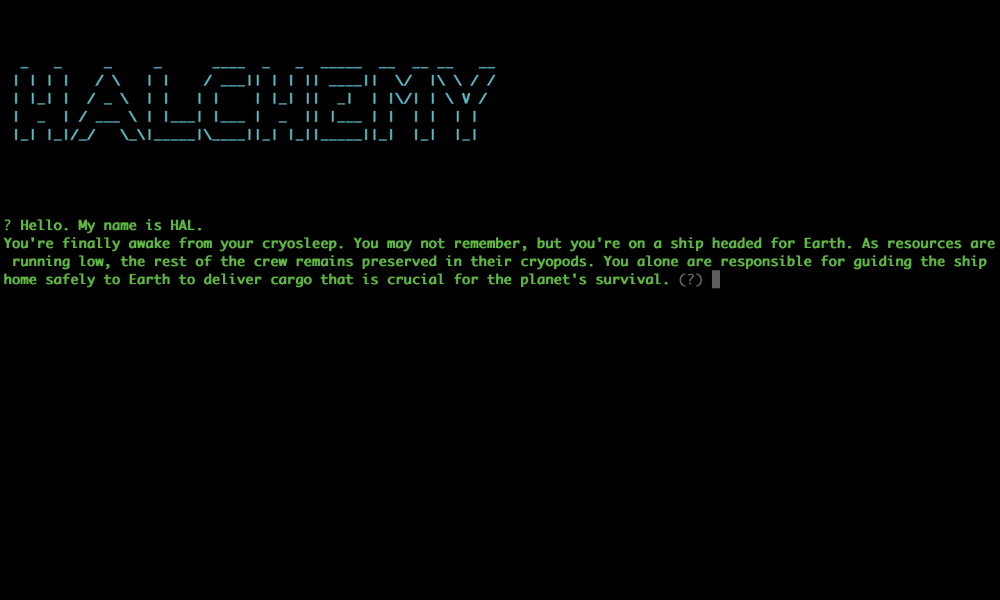 HALCHEMY
? Hello. My name is HAL.
You're finally awake from your cryosleep. You may not remember, but you're on a ship headed for Earth. As resources are
running low, the rest of the crew remains preserved in their cryopods. You alone are responsible for guiding the ship
home safely to Earth to deliver cargo that is crucial for the planet's survival. (?)